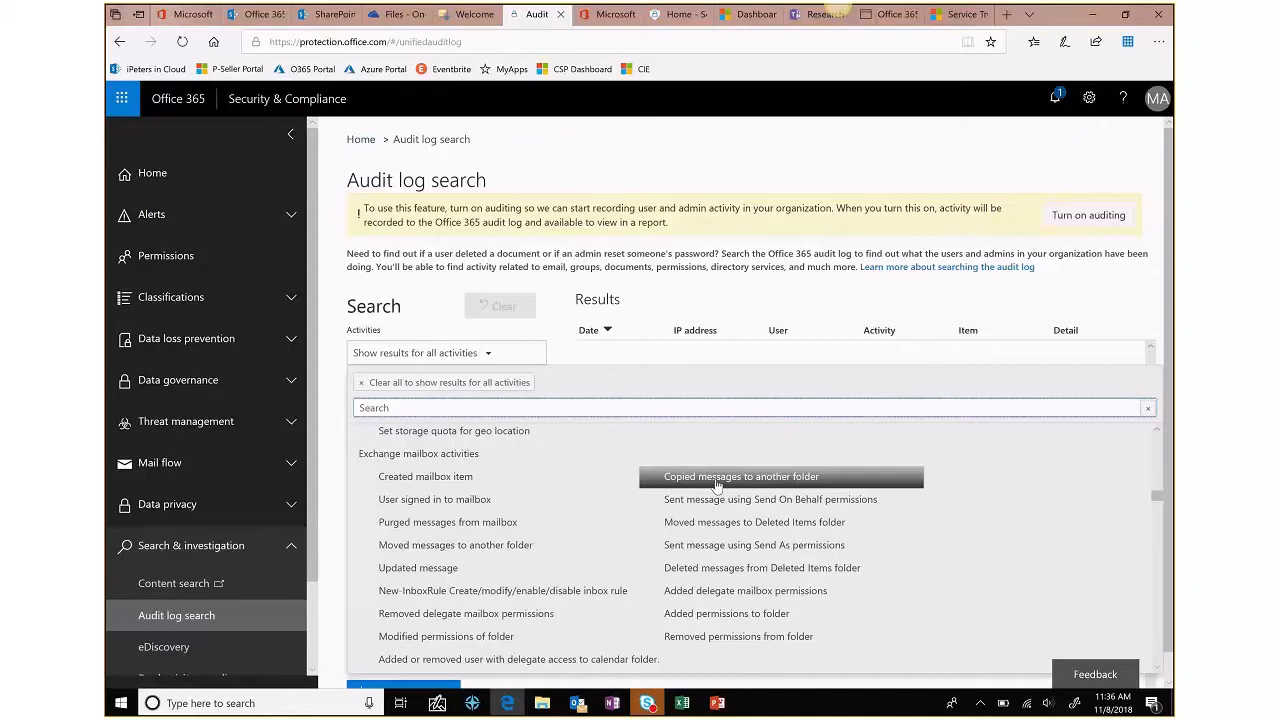 Microsoft
Office 365
SharePoin
Files - On
Welcome
Audit
Microsoft
Home - Se
Dashboar
Research
Office 365
Service Tr
https://protection.office.com/#/unifiedauditlog
iPeters in Cloud
P-Seller Portal
O365 Portal
Azure Portal
Eventbrite
MyApps
CSP Dashboard
CIE
Office 365
Security & Compliance
1
?
MA
Home > Audit log search
Home
Alerts
Permissions
Classifications
Data loss prevention
Data governance
Threat management
Mail flow
Data privacy
Search & investigation
Content search
Audit log search
eDiscovery
Audit log search
! To use this feature, turn on auditing so we can start recording user and admin activity in your organization. When you turn this on, activity will be
recorded to the Office 365 audit log and available to view in a report.
Turn on auditing
Need to find out if a user deleted a document or if an admin reset someone's password? Search the Office 365 audit log to find out what the users and admins in your organization have been
doing. You'll be able to find activity related to email, groups, documents, permissions, directory services, and much more. Learn more about searching the audit log
Search
Clear
Results
Activities
Date
IP address
User
Activity
Item
Detail
Show results for all activities
× Clear all to show results for all activities
Search
×
Set storage quota for geo location
Exchange mailbox activities
Created mailbox item
Copied messages to another folder
User signed in to mailbox
Sent message using Send On Behalf permissions
Purged messages from mailbox
Moved messages to Deleted Items folder
Moved messages to another folder
Sent message using Send As permissions
Updated message
Deleted messages from Deleted Items folder
New-InboxRule Create/modify/enable/disable inbox rule
Added delegate mailbox permissions
Removed delegate mailbox permissions
Added permissions to folder
Modified permissions of folder
Removed permissions from folder
Added or removed user with delegate access to calendar folder.
Feedback
Type here to search
11:36 AM
11/8/2018